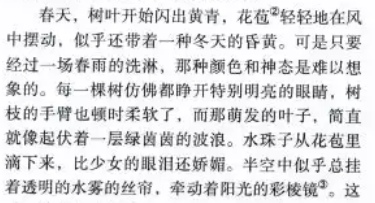 春天，树叶开始闪出黄青，花苞②轻轻地在风
中摆动，似乎还带着一种冬天的昏黄。可是只要
经过一场春雨的洗淋，那种颜色和神态是难以想
象的。每一棵树仿佛都睁开特别明亮的眼睛，树
枝的手臂也顿时柔软了，而那萌发的叶子，简直
就像起伏着一层绿茵茵的波浪。水珠子从花苞里
滴下来，比少女的眼泪还娇媚。半空中似乎总挂
着透明的水雾的丝帘，牵动着阳光的彩棱镜③。这